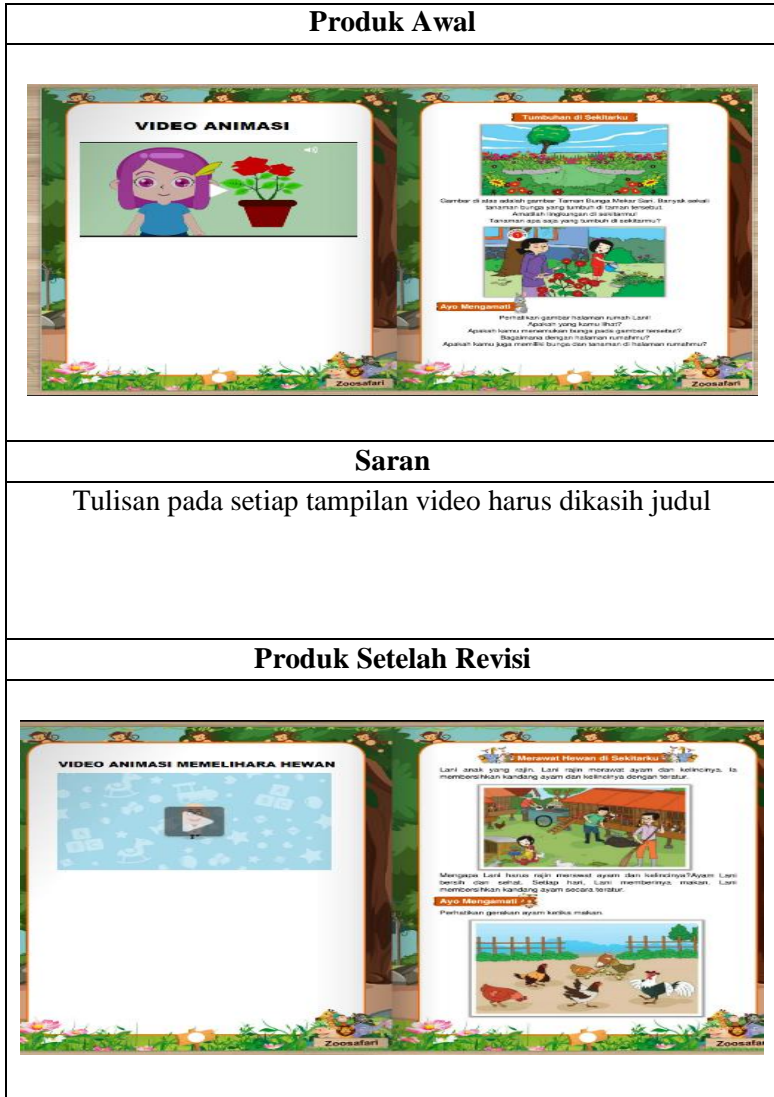 Produk Awal
VIDEO ANIMASI
Tumbuhan di Sekitarku
Gambar di atas adalah gambar Taman Bunga Mekar Sari. Banyak sekali
tanaman bunga yang tumbuh di taman tersebut.
Amatilah lingkungan di sekitarmu!
Tanaman apa saja yang tumbuh di sekitarmu?
Ayo Mengamati
Perhatikan gambar halaman rumah Lani!
Apakah yang kamu lihat?
Apakah kamu menemukan bunga pada gambar tersebut?
Bagaimana dengan halaman rumahmu?
Apakah kamu juga memiliki bunga dan tanaman di halaman rumahmu?
Zoosafari
Zoosafari
Saran
Tulisan pada setiap tampilan video harus dikasih judul
Produk Setelah Revisi
VIDEO ANIMASI MEMELIHARA HEWAN
Merawat Hewan di Sekitarku
Lani anak yang rajin. Lani rajin merawat ayam dan kelincinya. Ia
membersihkan kandang ayam dan kelincinya dengan teratur.
Mengapa Lani harus rajin merawat ayam dan kelincinya?Ayam Lani
bersih dan sehat. Setiap hari, Lani memberinya makan. Lani
membersihkan kandang ayam secara teratur.
Ayo Mengamati
Perhatikan gerakan ayam ketika makan.
Zoosafari
Zoosafar